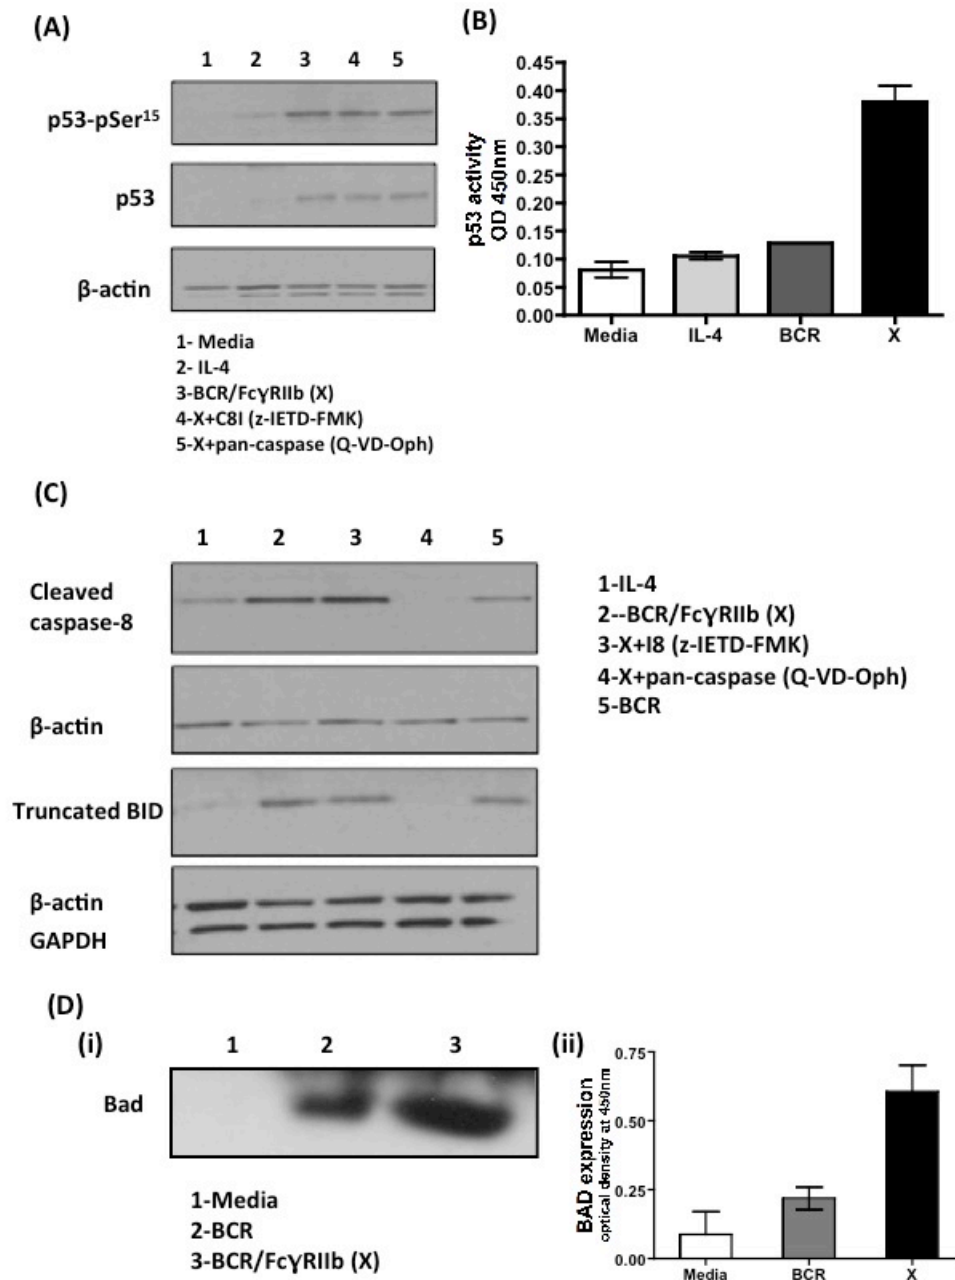 (A)
1 2 3 4 5
p53-pSer¹⁵
p53
β-actin
1- Media
2- IL-4
3-BCR/FcɣRIIb (X)
4-X+C8I (z-IETD-FMK)
5-X+pan-caspase (Q-VD-Oph)
(B)
p53 activity
OD 450nm
0.45
0.40
0.35
0.30
0.25
0.20
0.15
0.10
0.05
0.00
Media IL-4 BCR X
(C)
1 2 3 4 5
Cleaved
caspase-8
β-actin
Truncated BID
β-actin
GAPDH
1-IL-4
2--BCR/FcɣRIIb (X)
3-X+I8 (z-IETD-FMK)
4-X+pan-caspase (Q-VD-Oph)
5-BCR
(D)
(i)
1 2 3
Bad
1-Media
2-BCR
3-BCR/FcɣRIIb (X)
(ii)
BAD expression
optical density at 450nm
0.75
0.50
0.25
0.00
Media BCR X